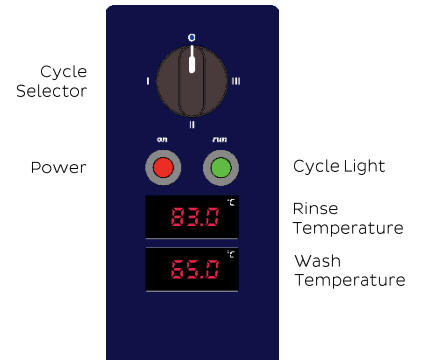 O
Cycle
Selector
I
III
II
on
run
Power
Cycle Light
83.0 °C
Rinse
Temperature
65.0 °C
Wash
Temperature